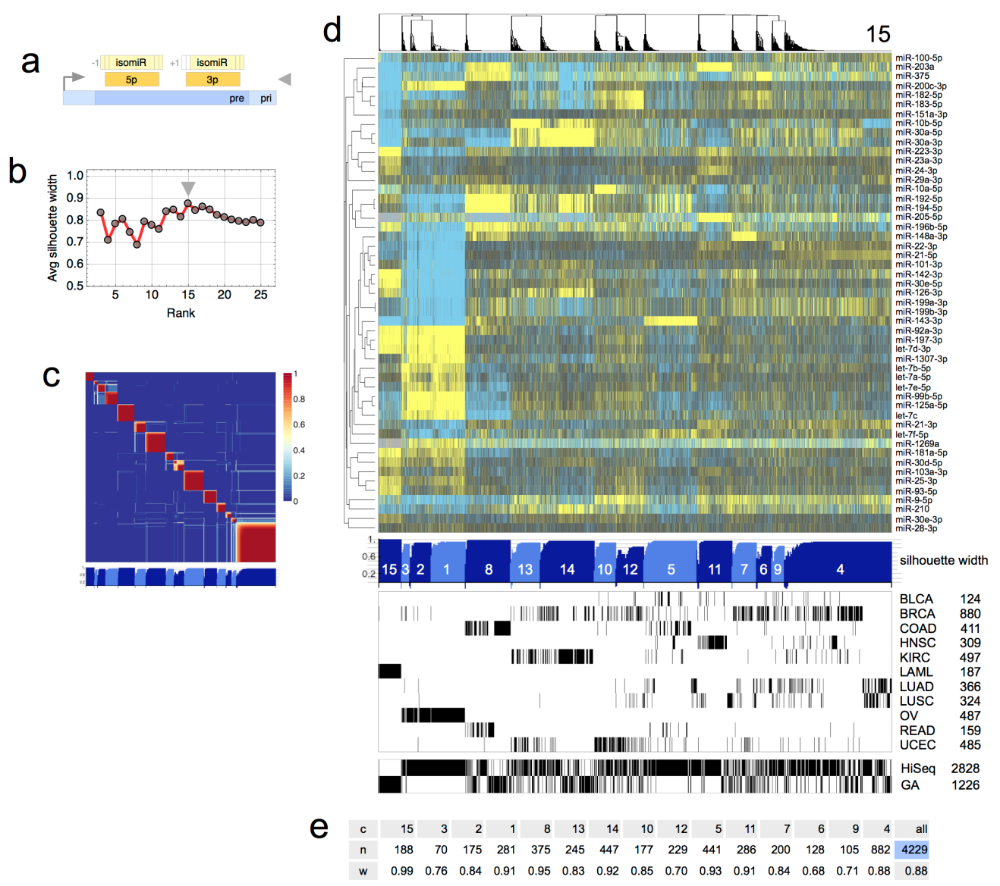 a
-1 isomiR +1 isomiR
5p 3p
pre pri
b
Avg silhouette width
1.0
0.9
0.8
0.7
0.6
0.5
5 10 15 20 25
Rank
c
1
0.8
0.6
0.4
0.2
0
1.
0.6
0.2
d
15
miR-100-5p
miR-203a
miR-375
miR-200c-3p
miR-182-5p
miR-183-5p
miR-151a-3p
miR-10b-5p
miR-30a-5p
miR-30a-3p
miR-223-3p
miR-23a-3p
miR-24-3p
miR-29a-3p
miR-10a-5p
miR-192-5p
miR-194-5p
miR-205-5p
miR-196b-5p
miR-148a-3p
miR-22-3p
miR-21-5p
miR-101-3p
miR-142-3p
miR-30e-5p
miR-126-3p
miR-199a-3p
miR-199b-3p
miR-143-3p
miR-92a-3p
miR-197-3p
let-7d-3p
miR-1307-3p
let-7b-5p
let-7a-5p
let-7e-5p
miR-99b-5p
miR-125a-5p
let-7c
miR-21-3p
let-7f-5p
miR-1269a
miR-181a-5p
miR-30d-5p
miR-103a-3p
miR-25-3p
miR-93-5p
miR-9-5p
miR-210
miR-30e-3p
miR-28-3p
1.
0.6
0.2
15 3 2 1 8 13 14 10 12 5 11 7 6 9 4
silhouette width
BLCA 124
BRCA 880
COAD 411
HNSC 309
KIRC 497
LAML 187
LUAD 366
LUSC 324
OV 487
READ 159
UCEC 485
HiSeq 2828
GA 1226
e
c 15 3 2 1 8 13 14 10 12 5 11 7 6 9 4 all
n 188 70 175 281 375 245 447 177 229 441 286 200 128 105 882 4229
w 0.99 0.76 0.84 0.91 0.95 0.83 0.92 0.85 0.70 0.93 0.91 0.84 0.68 0.71 0.88 0.88